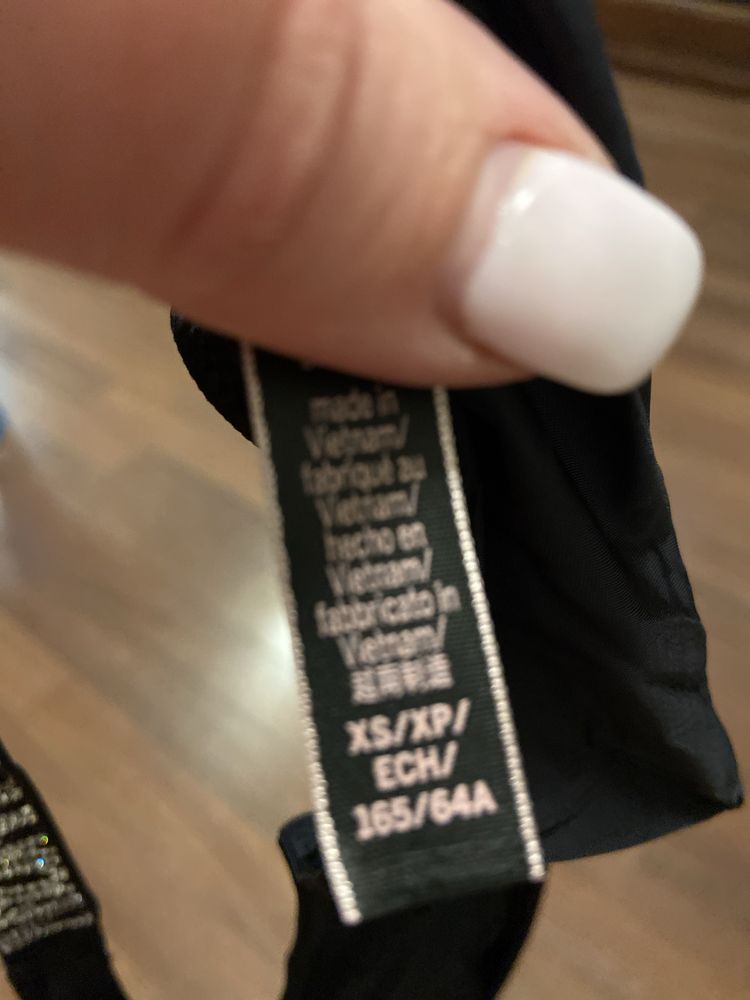 made in
Vietnam/
fabriqué au
Vietnam/
hecho en
Vietnam/
fabbricato in
Vietnam/
越南制造
XS/XP/
ECH/
165/64A